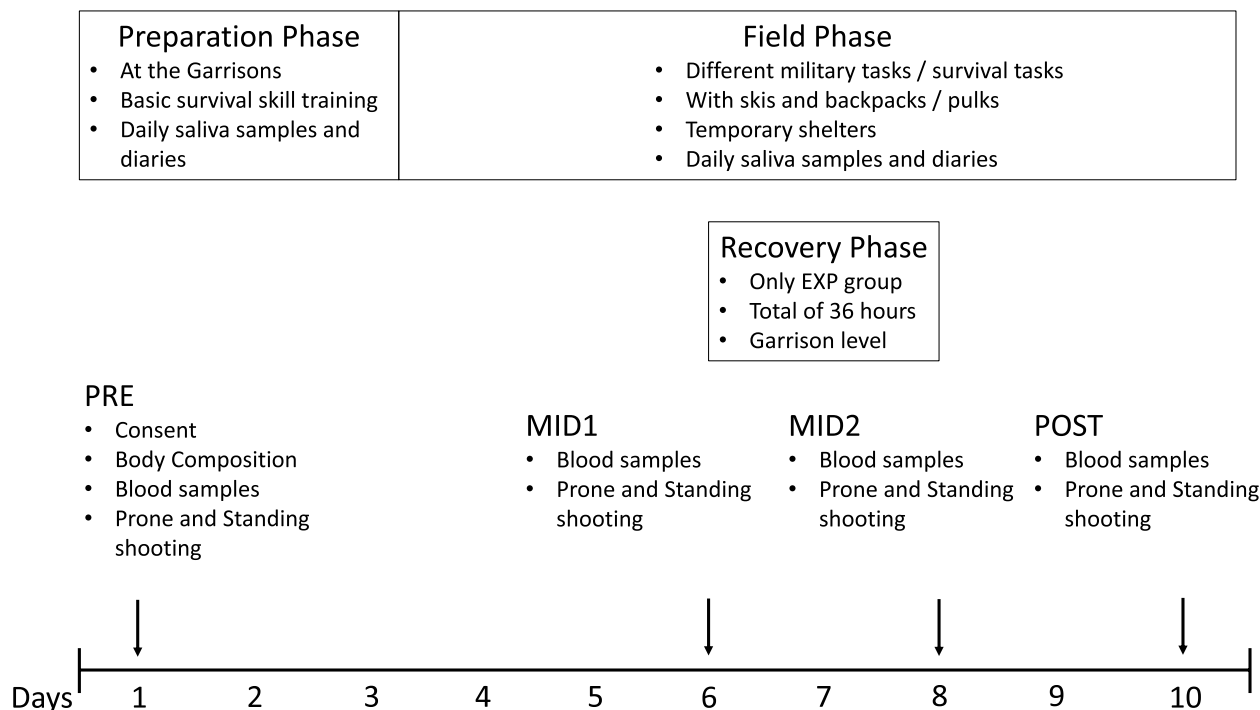 Preparation Phase
• At the Garrisons
• Basic survival skill training
• Daily saliva samples and
diaries
Field Phase
• Different military tasks / survival tasks
• With skis and backpacks / pulks
• Temporary shelters
• Daily saliva samples and diaries
Recovery Phase
• Only EXP group
• Total of 36 hours
• Garrison level
PRE
• Consent
• Body Composition
• Blood samples
• Prone and Standing
shooting
MID1
• Blood samples
• Prone and Standing
shooting
MID2
• Blood samples
• Prone and Standing
shooting
POST
• Blood samples
• Prone and Standing
shooting
Days 1 2 3 4 5 6 7 8 9 10